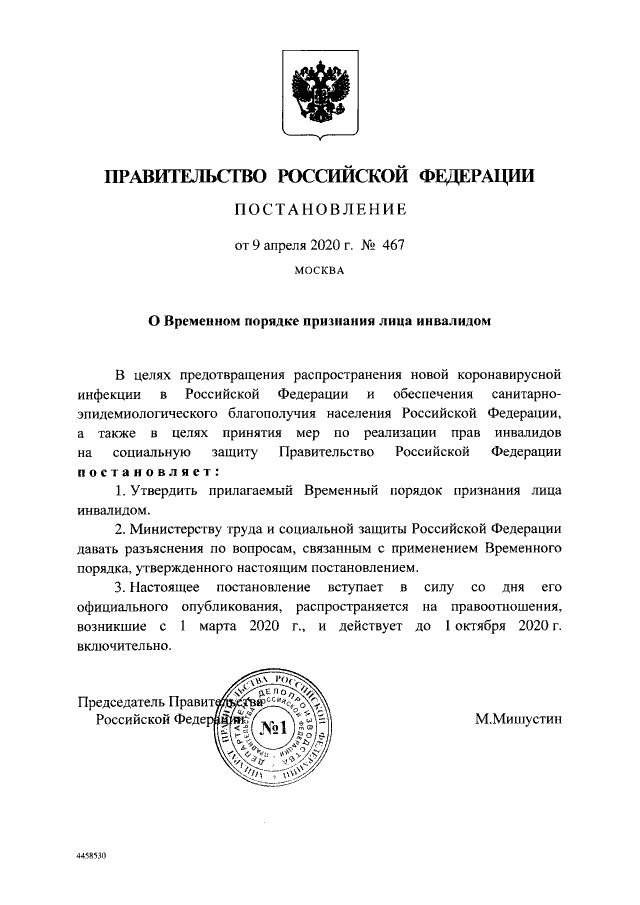 ПРАВИТЕЛЬСТВО РОССИЙСКОЙ ФЕДЕРАЦИИ
ПОСТАНОВЛЕНИЕ
от 9 апреля 2020 г. № 467
МОСКВА
О Временном порядке признания лица инвалидом
В целях предотвращения распространения новой коронавирусной
инфекции в Российской Федерации и обеспечения санитарно-
эпидемиологического благополучия населения Российской Федерации,
а также в целях принятия мер по реализации прав инвалидов
на социальную защиту Правительство Российской Федерации
постановляет:
1. Утвердить прилагаемый Временный порядок признания лица
инвалидом.
2. Министерству труда и социальной защиты Российской Федерации
давать разъяснения по вопросам, связанным с применением Временного
порядка, утвержденного настоящим постановлением.
3. Настоящее постановление вступает в силу со дня его
официального опубликования, распространяется на правоотношения,
возникшие с 1 марта 2020 г., и действует до 1 октября 2020 г.
включительно.
Председатель Правительства
Российской Федерации
М.Мишустин
АППАРАТ ПРАВИТЕЛЬСТВА РОССИЙСКОЙ ФЕДЕРАЦИИ
ДЕПАРТАМЕНТ ДЕЛОПРОИЗВОДСТВА
ПРАВИТЕЛЬСТВА РОССИЙСКОЙ ФЕДЕРАЦИИ
№1
4458530